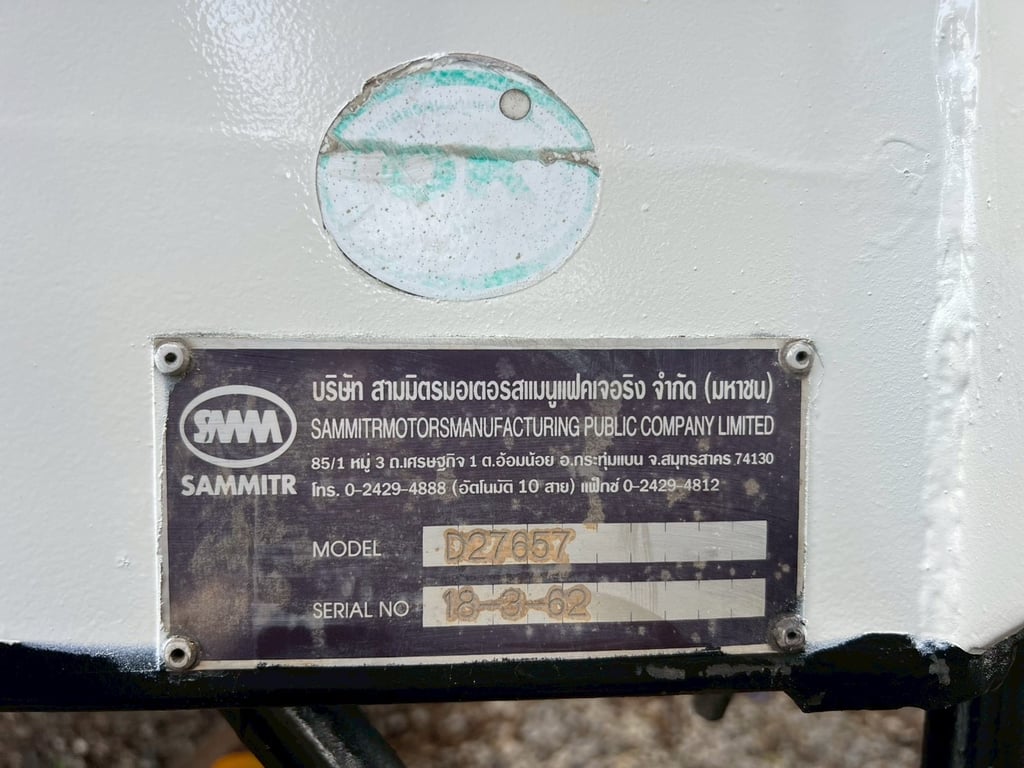 SMM
SAMMITR
บริษัท สามมิตรมอเตอร์สแมนูแฟคเจอริง จำกัด (มหาชน)
SAMMITRMOTORSMANUFACTURING PUBLIC COMPANY LIMITED
85/1 หมู่ 3 ถ.เศรษฐกิจ 1 ต.อ้อมน้อย อ.กระทุ่มแบน จ.สมุทรสาคร 74130
โทร. 0-2429-4888 (อัตโนมัติ 10 สาย) แฟ็กซ์ 0-2429-4812
MODEL D27657
SERIAL NO 18-3-62